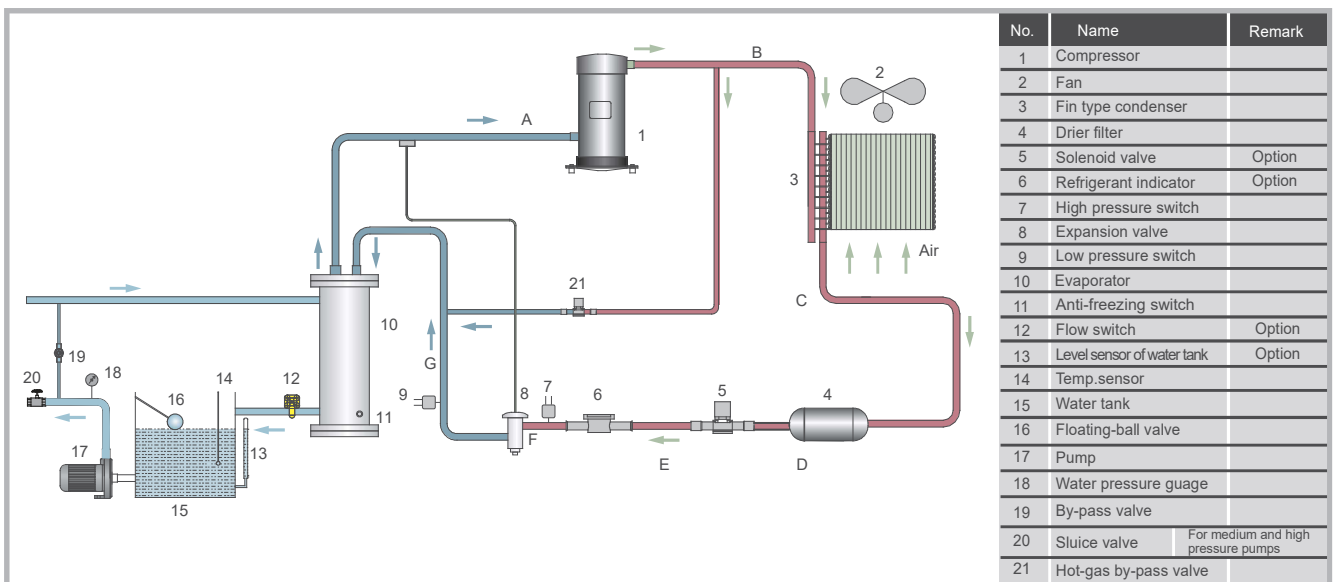 B
2
A
1
3
Air
21
10
C
19
G
20
18
14
12
9
8
7
6
5
4
16
11
F
17
13
E
D
15
No. Name Remark
1 Compressor
2 Fan
3 Fin type condenser
4 Drier filter
5 Solenoid valve Option
6 Refrigerant indicator Option
7 High pressure switch
8 Expansion valve
9 Low pressure switch
10 Evaporator
11 Anti-freezing switch
12 Flow switch Option
13 Level sensor of water tank Option
14 Temp.sensor
15 Water tank
16 Floating-ball valve
17 Pump
18 Water pressure guage
19 By-pass valve
20 Sluice valve For medium and high
pressure pumps
21 Hot-gas by-pass valve